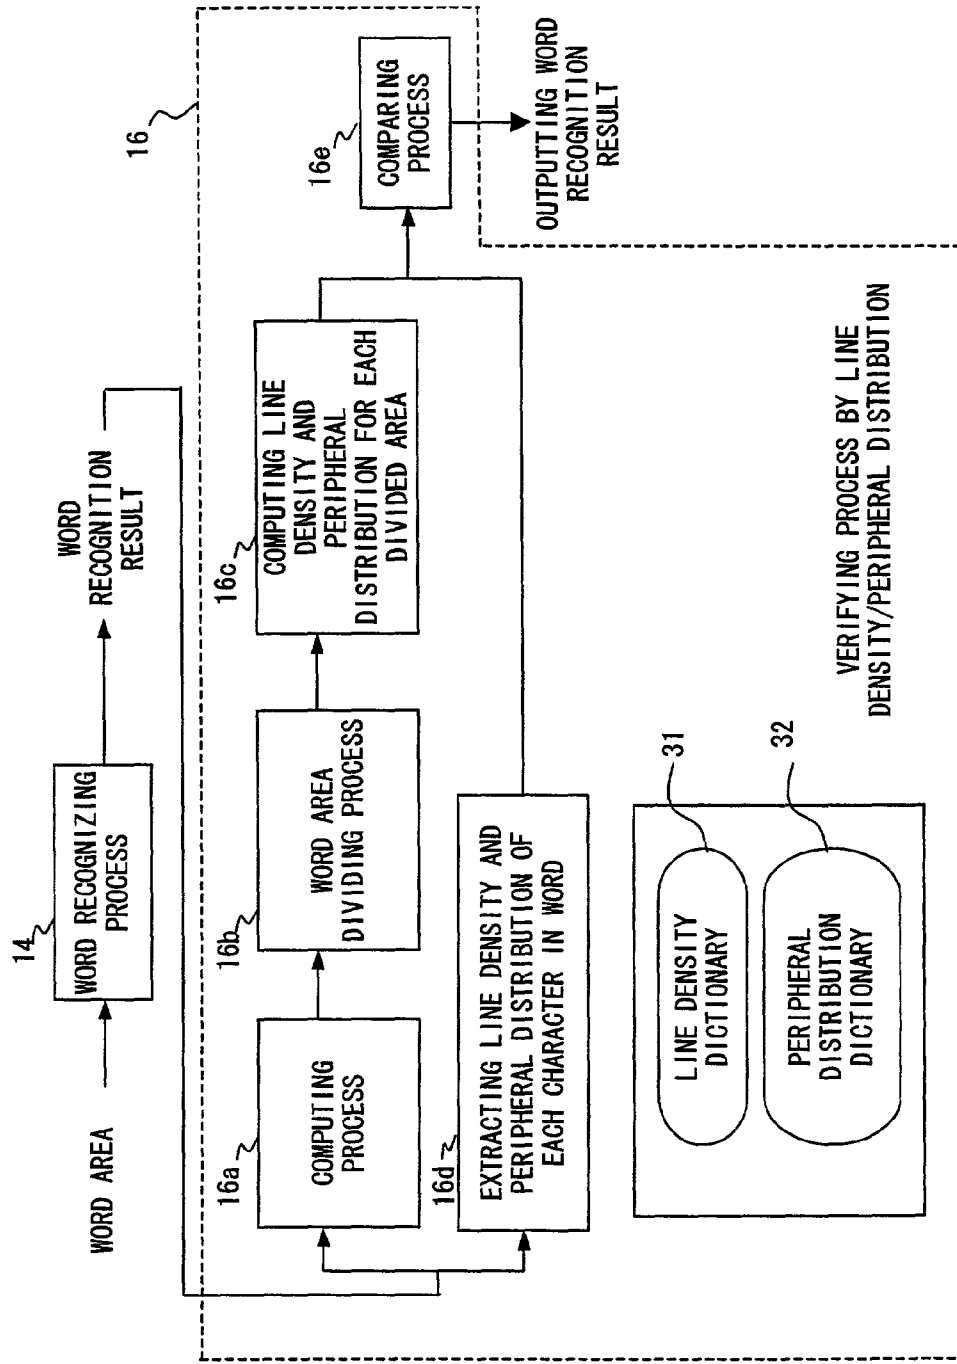 WORD AREA
14
WORD RECOGNIZING
PROCESS
WORD
RECOGNITION
RESULT
16
16a
COMPUTING
PROCESS
16b
WORD AREA
DIVIDING PROCESS
16c
COMPUTING LINE
DENSITY AND
PERIPHERAL
DISTRIBUTION FOR EACH
DIVIDED AREA
16e
COMPARING
PROCESS
16d
EXTRACTING LINE DENSITY AND
PERIPHERAL DISTRIBUTION OF
EACH CHARACTER IN WORD
OUTPUTTING WORD
RECOGNITION
RESULT
31
LINE DENSITY
DICTIONARY
32
PERIPHERAL
DISTRIBUTION
DICTIONARY
VERIFYING PROCESS BY LINE
DENSITY/PERIPHERAL DISTRIBUTION